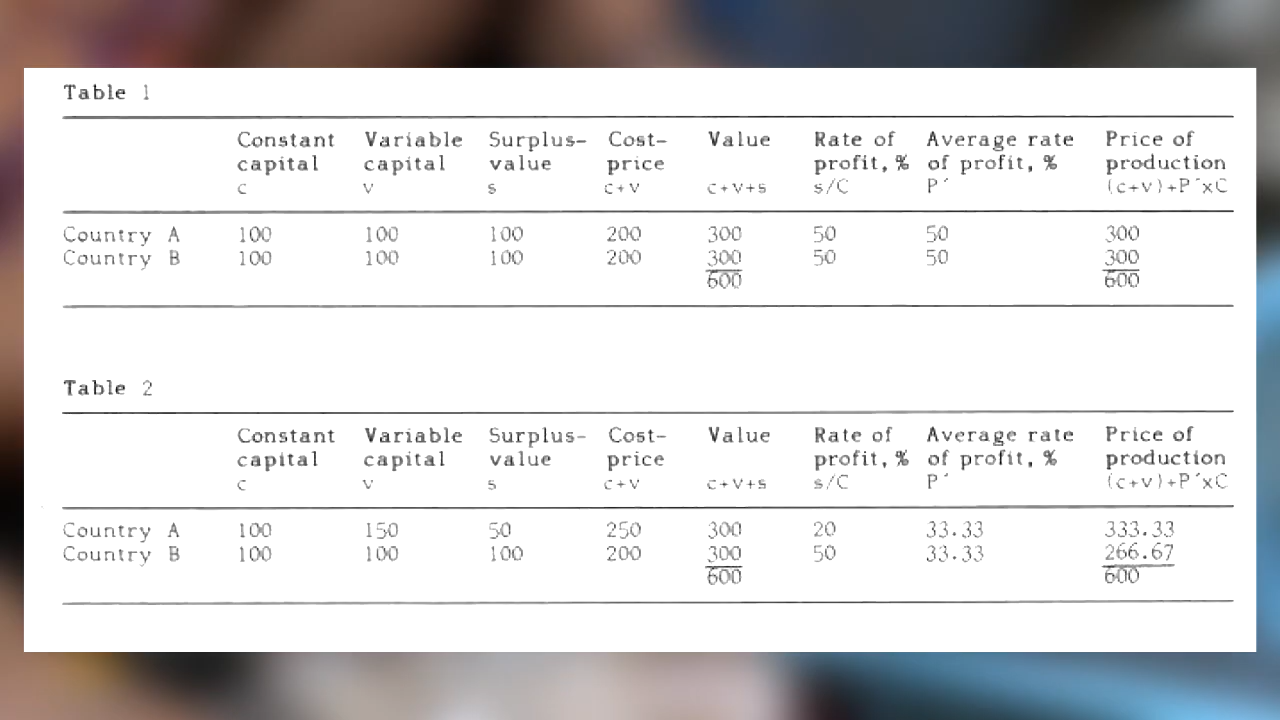 Table 1
Constant Variable Surplus- Cost- Value Rate of Average rate Price of
capital capital value price profit, % of profit, % production
c v s c+v c+v+s s/C P´ (c+v)+P´xC
Country A 100 100 100 200 300 50 50 300
Country B 100 100 100 200 300 50 50 300
600 600
Table 2
Constant Variable Surplus- Cost- Value Rate of Average rate Price of
capital capital value price profit, % of profit, % production
c v s c+v c+v+s s/C P´ (c+v)+P´xC
Country A 100 150 50 250 300 20 33.33 333.33
Country B 100 100 100 200 300 50 33.33 266.67
600 600